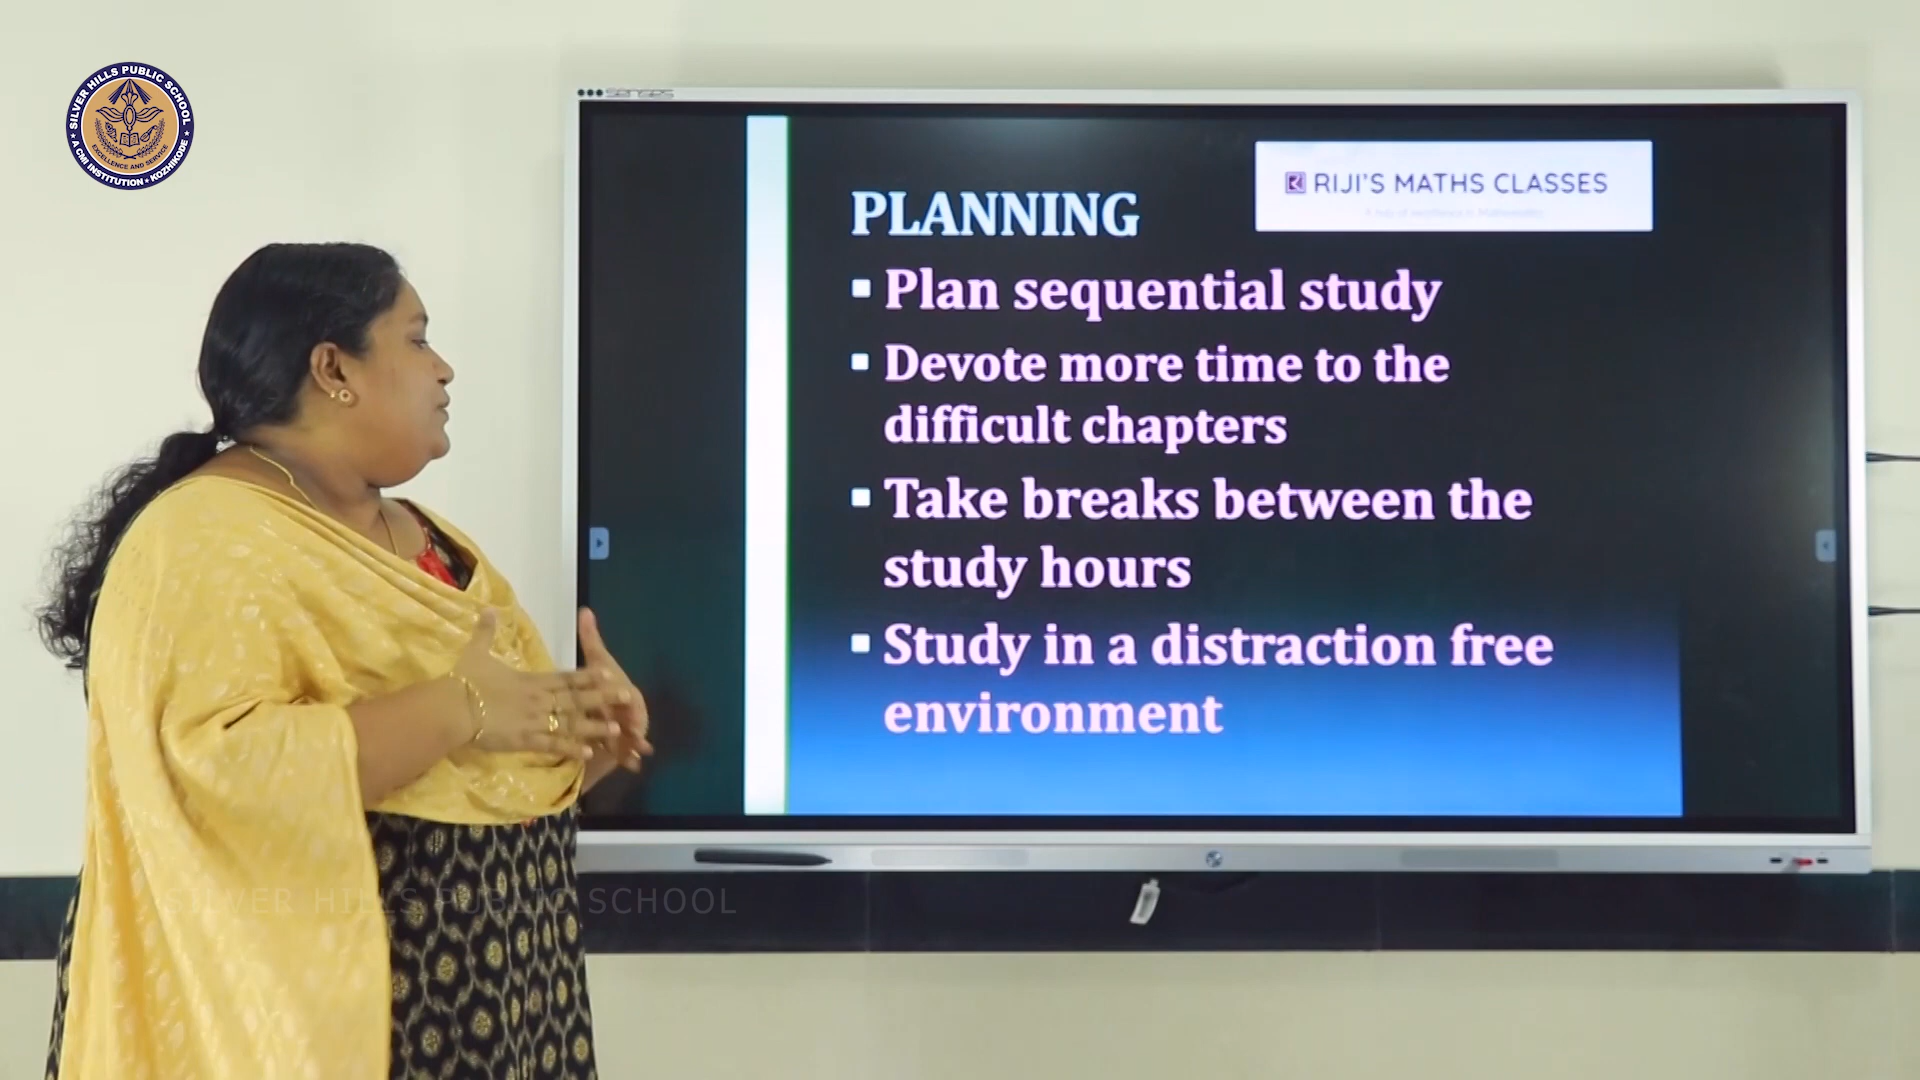 SILVER HILLS PUBLIC SCHOOL
EXCELLENCE AND SERVICE
A CMI INSTITUTION • KOZHIKODE
senses
RIJI'S MATHS CLASSES
PLANNING
Plan sequential study
Devote more time to the
difficult chapters
Take breaks between the
study hours
Study in a distraction free
environment
SILVER HILLS PUBLIC SCHOOL